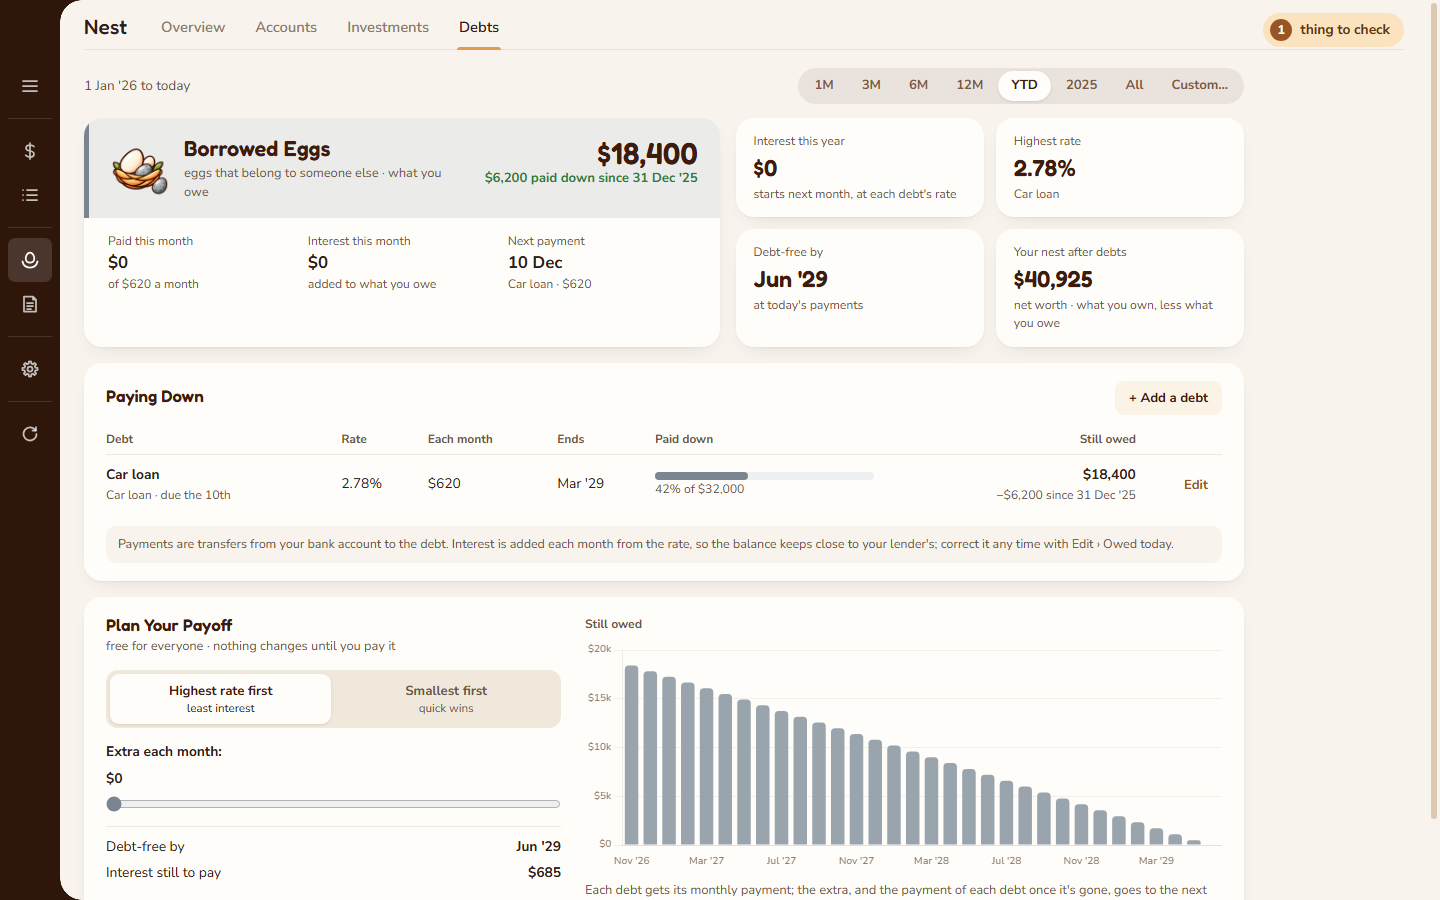 Nest
Overview
Accounts
Investments
Debts
1 thing to check
1 Jan '26 to today
1M
3M
6M
12M
YTD
2025
All
Custom...
Borrowed Eggs
eggs that belong to someone else · what you
owe
$18,400
$6,200 paid down since 31 Dec '25
Paid this month
$0
of $620 a month
Interest this month
$0
added to what you owe
Next payment
10 Dec
Car loan · $620
Interest this year
$0
starts next month, at each debt's rate
Highest rate
2.78%
Car loan
Debt-free by
Jun '29
at today's payments
Your nest after debts
$40,925
net worth · what you own, less what
you owe
Paying Down
+ Add a debt
Debt
Rate
Each month
Ends
Paid down
Still owed
Car loan
Car loan · due the 10th
2.78%
$620
Mar '29
42% of $32,000
$18,400
−$6,200 since 31 Dec '25
Edit
Payments are transfers from your bank account to the debt. Interest is added each month from the rate, so the balance keeps close to your lender's; correct it any time with Edit › Owed today.
Plan Your Payoff
free for everyone · nothing changes until you pay it
Highest rate first
least interest
Smallest first
quick wins
Extra each month:
$0
Debt-free by
Jun '29
Interest still to pay
$685
Still owed
$20k
$15k
$10k
$5k
$0
Nov '26
Mar '27
Jul '27
Nov '27
Mar '28
Jul '28
Nov '28
Mar '29
Each debt gets its monthly payment; the extra, and the payment of each debt once it's gone, goes to the next